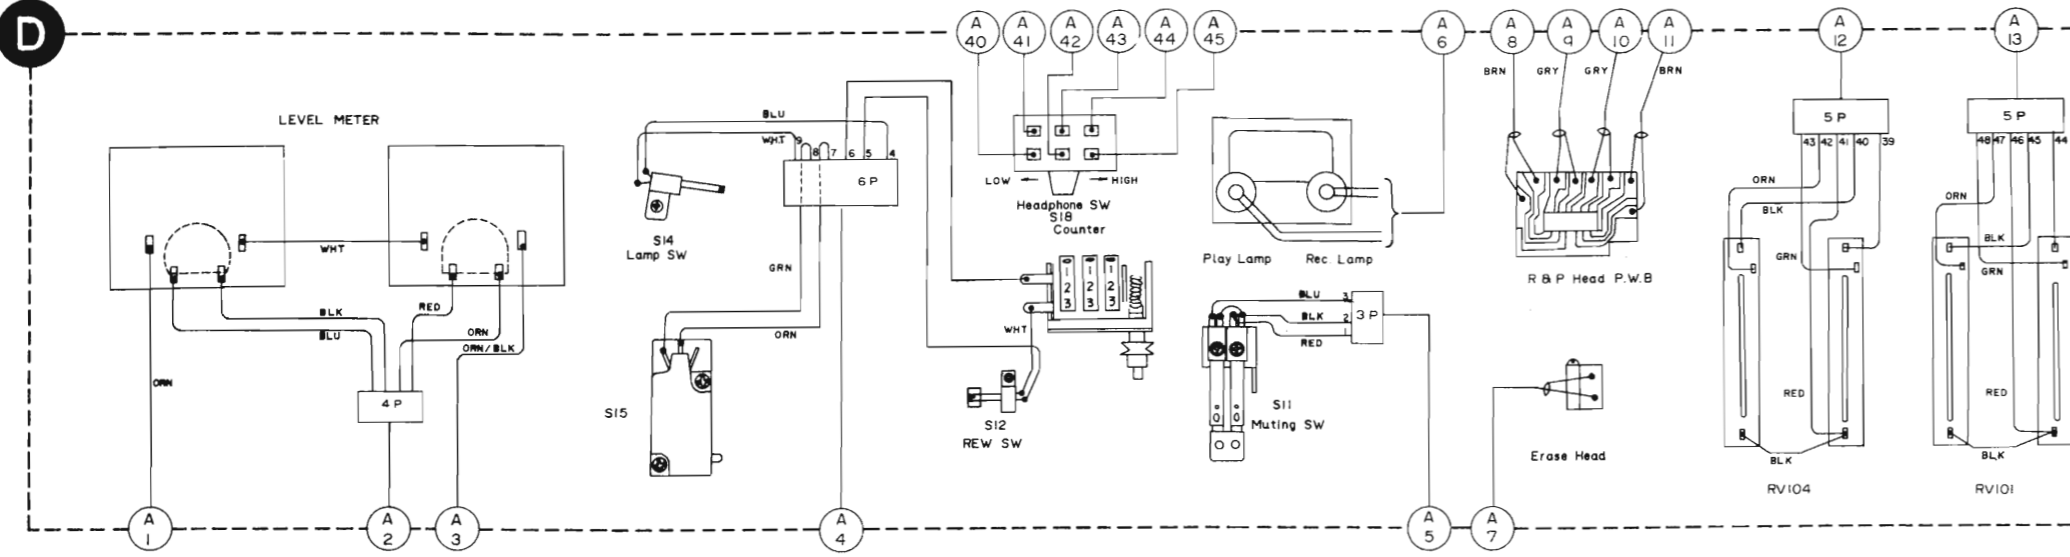 D
A 40
A 41
A 42
A 43
A 44
A 45
A 6
A 8
A 9
A 10
A 11
A 12
A 13
BRN
GRY
GRY
BRN
LEVEL METER
BLU
WHT
9 8 7 6 5 4
6P
LOW
HIGH
Headphone SW
S18
Counter
S14
Lamp SW
WHT
GRN
ORN
1 1 1
2 2 2
3 3 3
WHT
Play Lamp
Rec. Lamp
R & P Head P.W.B
5P
43 42 41 40 39
ORN
BLK
GRN
RED
BLK
RV104
5P
48 47 46 45 44
ORN
BLK
GRN
RED
BLK
RV101
BLK
BLU
RED
ORN
ORN/BLK
ORN
4P
S15
S12
REW SW
BLU
BLK
RED
3
2
1
3P
S11
Muting SW
Erase Head
A 1
A 2
A 3
A 4
A 5
A 7